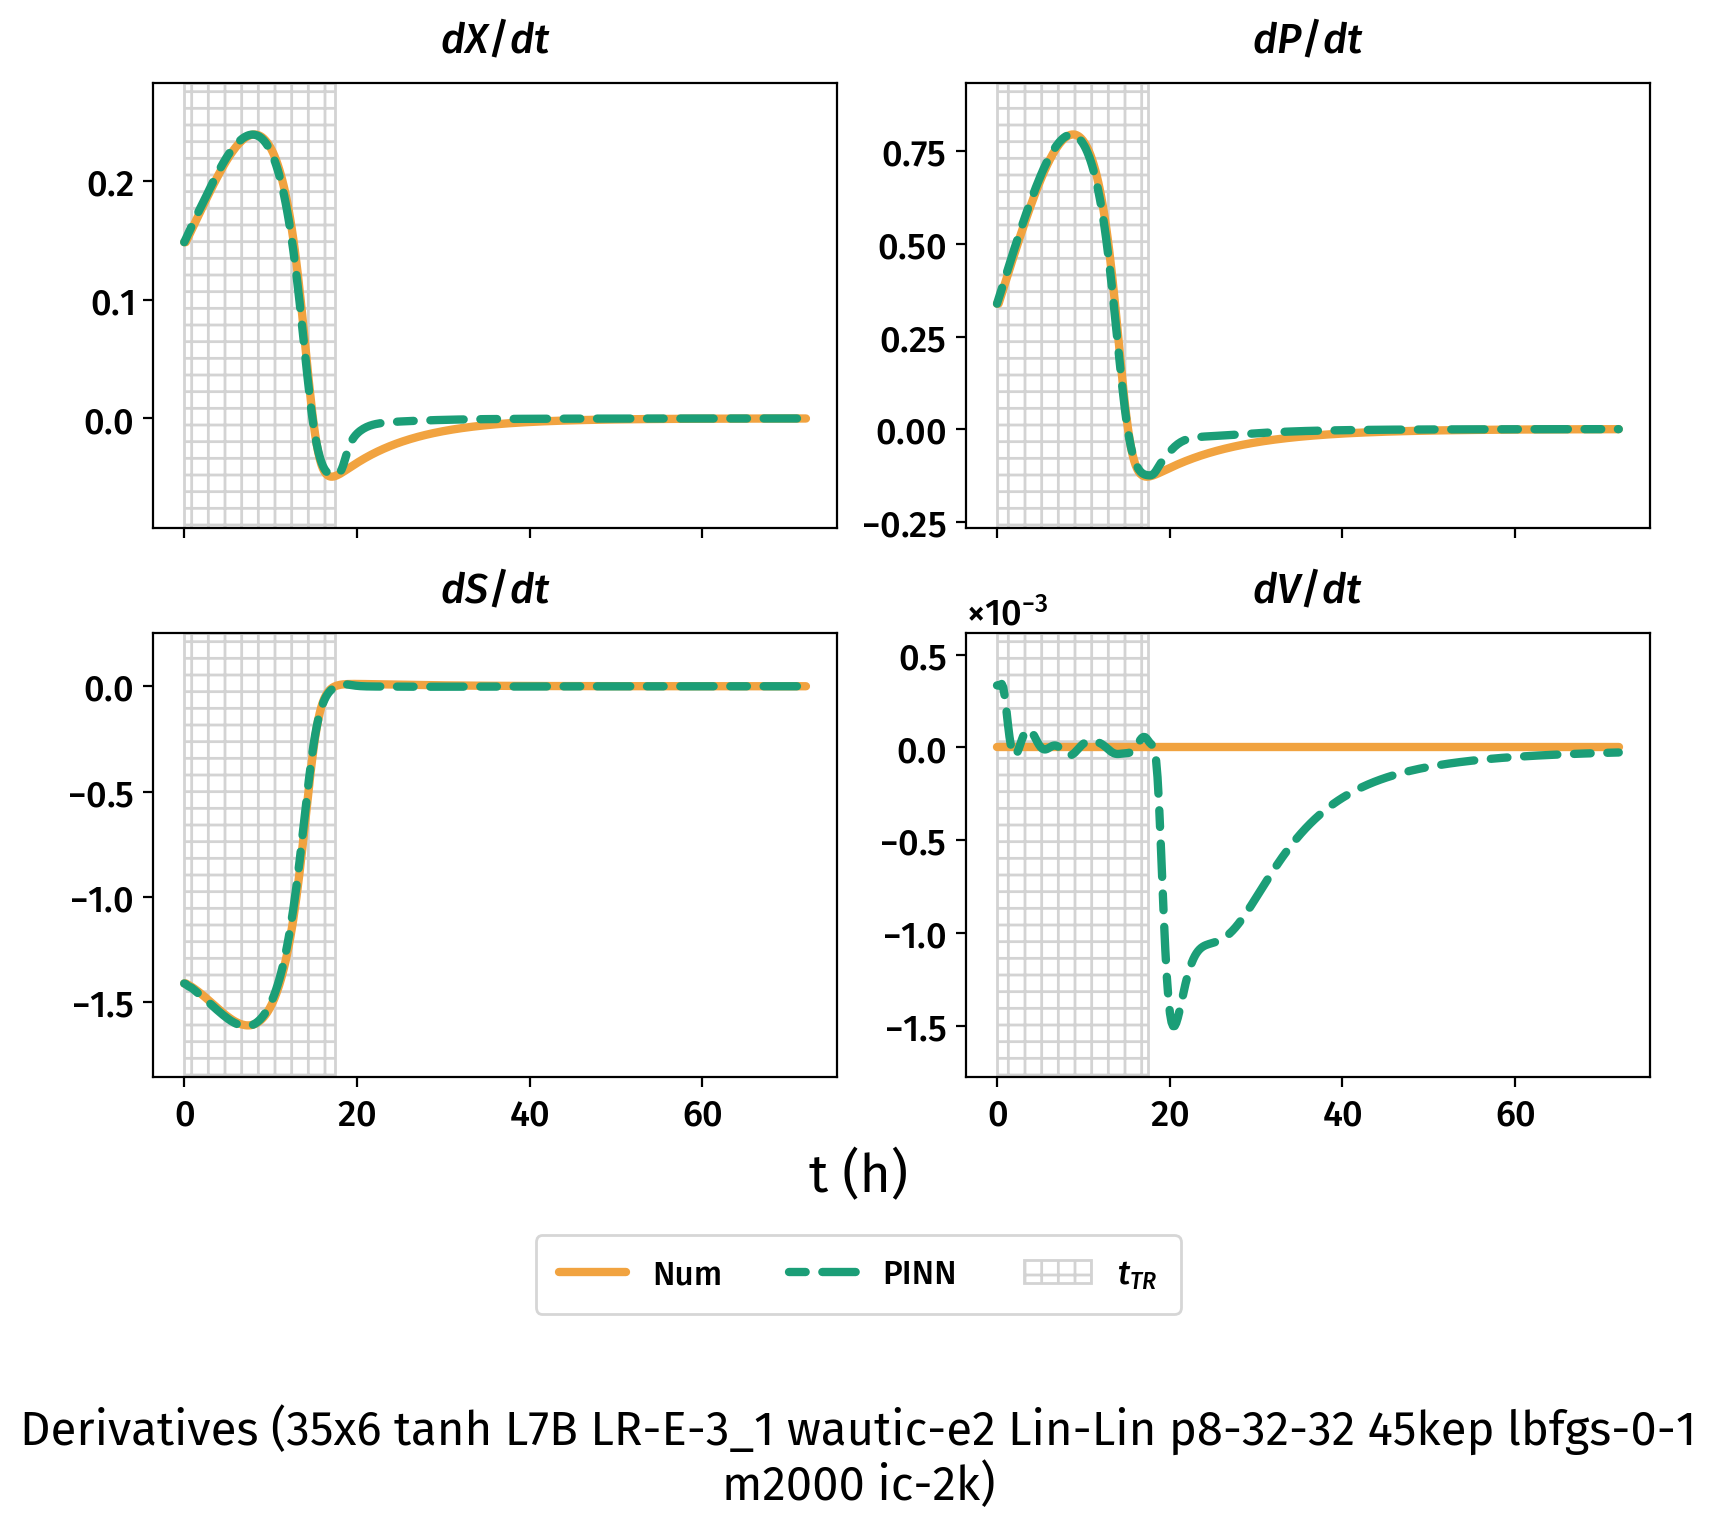 dX/dt
dP/dt
0.2
0.1
0.0
0.75
0.50
0.25
0.00
−0.25
dS/dt
dV/dt
×10⁻³
0.0
−0.5
−1.0
−1.5
0.5
0.0
−0.5
−1.0
−1.5
0 20 40 60
0 20 40 60
t (h)
Num PINN t_TR
Derivatives (35x6 tanh L7B LR-E-3_1 wautic-e2 Lin-Lin p8-32-32 45kep lbfgs-0-1
m2000 ic-2k)